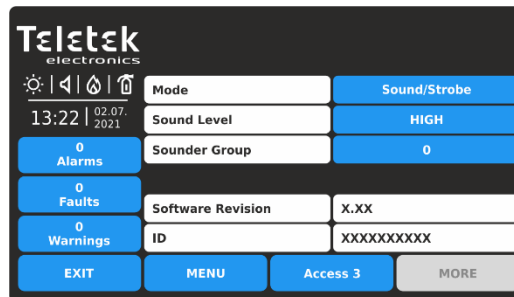 Teletek
electronics
13:22 02.07.
2021
0
Alarms
0
Faults
0
Warnings
Mode Sound/Strobe
Sound Level HIGH
Sounder Group 0
Software Revision X.XX
ID XXXXXXXXXX
EXIT MENU Access 3 MORE